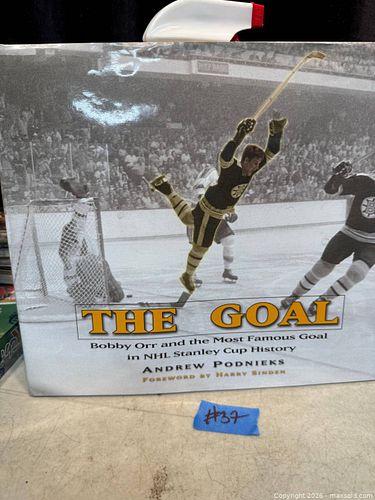 THE GOAL
Bobby Orr and the Most Famous Goal
in NHL Stanley Cup History
ANDREW PODNIEKS
FOREWORD BY HARRY SINDEN
#37
Copyright 2026 - maxsold.com